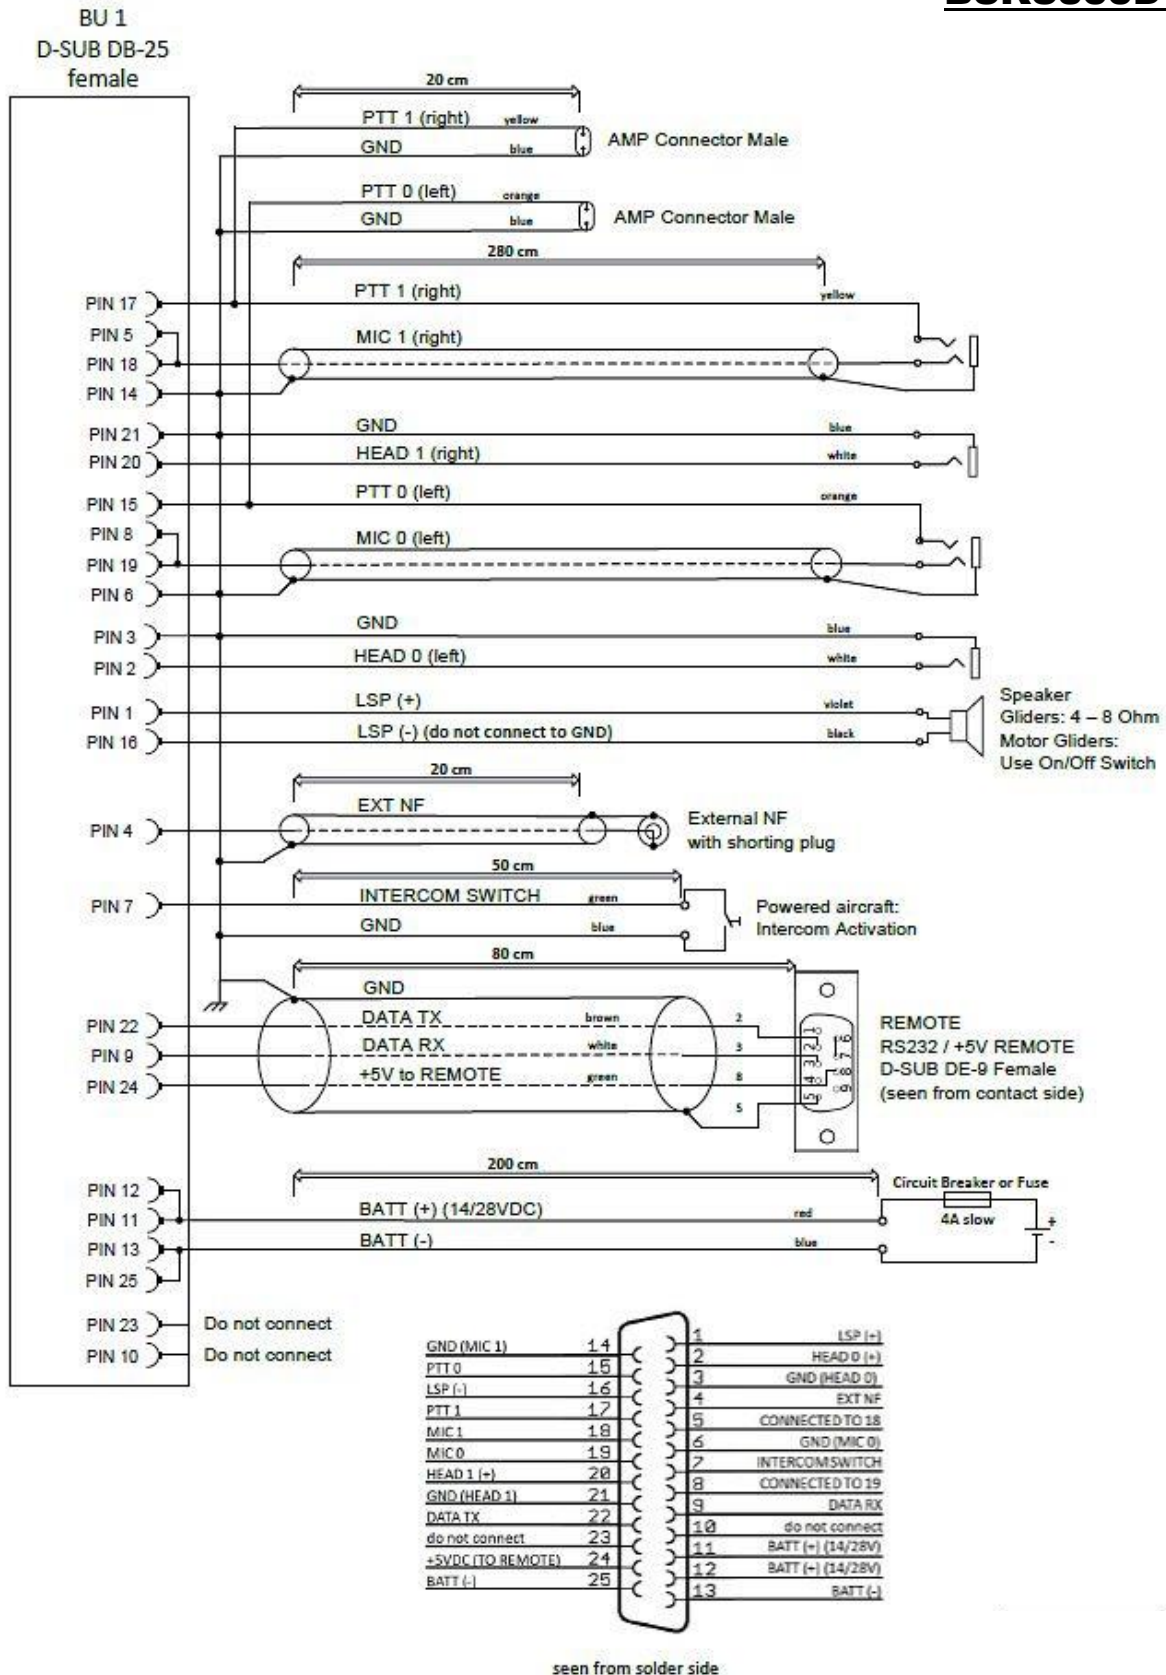 BU 1
D-SUB DB-25
female
20 cm
PTT 1 (right) yellow
GND blue
AMP Connector Male
PTT 0 (left) orange
GND blue
AMP Connector Male
280 cm
PIN 17 PTT 1 (right) yellow
PIN 5
MIC 1 (right)
PIN 18
PIN 14
PIN 21 GND blue
PIN 20 HEAD 1 (right) white
PIN 15 PTT 0 (left) orange
PIN 8
MIC 0 (left)
PIN 19
PIN 6
PIN 3 GND blue
PIN 2 HEAD 0 (left) white
PIN 1 LSP (+) violet
PIN 16 LSP (-) (do not connect to GND) black
Speaker
Gliders: 4 – 8 Ohm
Motor Gliders:
Use On/Off Switch
20 cm
EXT NF
PIN 4
External NF
with shorting plug
50 cm
PIN 7 INTERCOM SWITCH green
GND blue
Powered aircraft:
Intercom Activation
80 cm
GND
PIN 22 DATA TX brown 2
PIN 9 DATA RX white 3
PIN 24 +5V to REMOTE green 8
5
1
2
3
4
5
6
7
8
9
REMOTE
RS232 / +5V REMOTE
D-SUB DE-9 Female
(seen from contact side)
200 cm
PIN 12
PIN 11 BATT (+) (14/28VDC) red
PIN 13 BATT (-) blue
PIN 25
Circuit Breaker or Fuse
4A slow
+
-
PIN 23 Do not connect
PIN 10 Do not connect
GND (MIC 1) 14
PTT 0 15
LSP (-) 16
PTT 1 17
MIC 1 18
MIC 0 19
HEAD 1 (+) 20
GND (HEAD 1) 21
DATA TX 22
do not connect 23
+5VDC (TO REMOTE) 24
BATT (-) 25
1 LSP (+)
2 HEAD 0 (+)
3 GND (HEAD 0)
4 EXT NF
5 CONNECTED TO 18
6 GND (MIC 0)
7 INTERCOMSWITCH
8 CONNECTED TO 19
9 DATA RX
10 do not connect
11 BATT (+) (14/28V)
12 BATT (+) (14/28V)
13 BATT (-)
seen from solder side